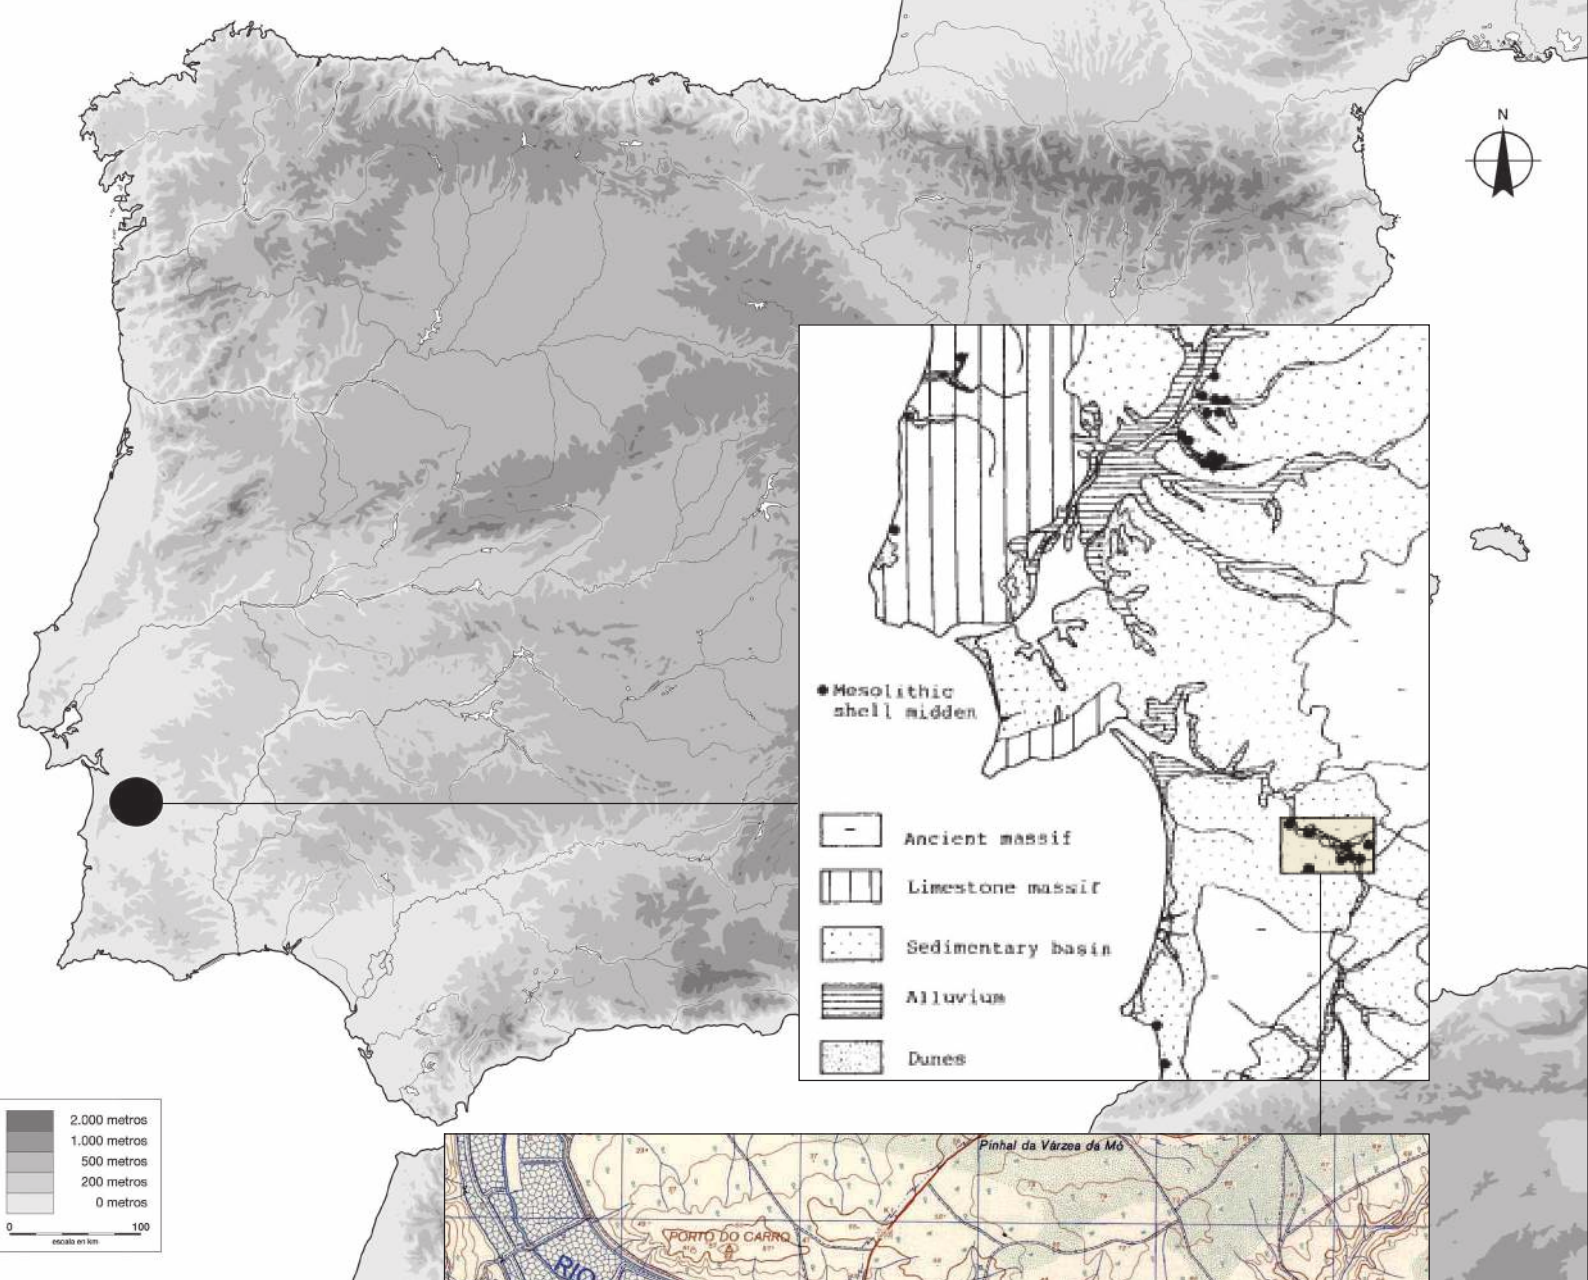 N
Mesolithic
shell midden
Ancient massif
Limestone massif
Sedimentary basin
Alluvium
Dunes
2.000 metros
1.000 metros
500 metros
200 metros
0 metros
0 100
escala en km
Pinhal da Várzea da Mó
PORTO DO CARRO
RIO